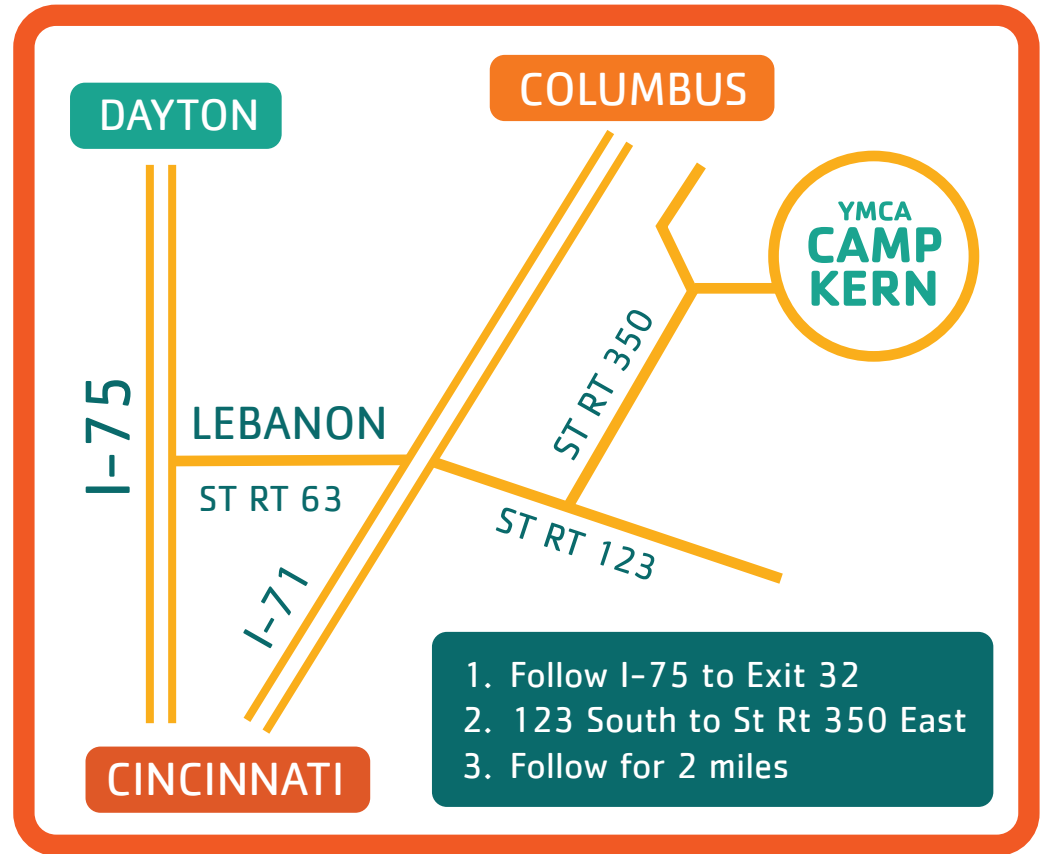 DAYTON
COLUMBUS
YMCA
CAMP
KERN
I-75
LEBANON
ST RT 63
ST RT 350
ST RT 123
I-71
1. Follow I-75 to Exit 32
2. 123 South to St Rt 350 East
3. Follow for 2 miles
CINCINNATI